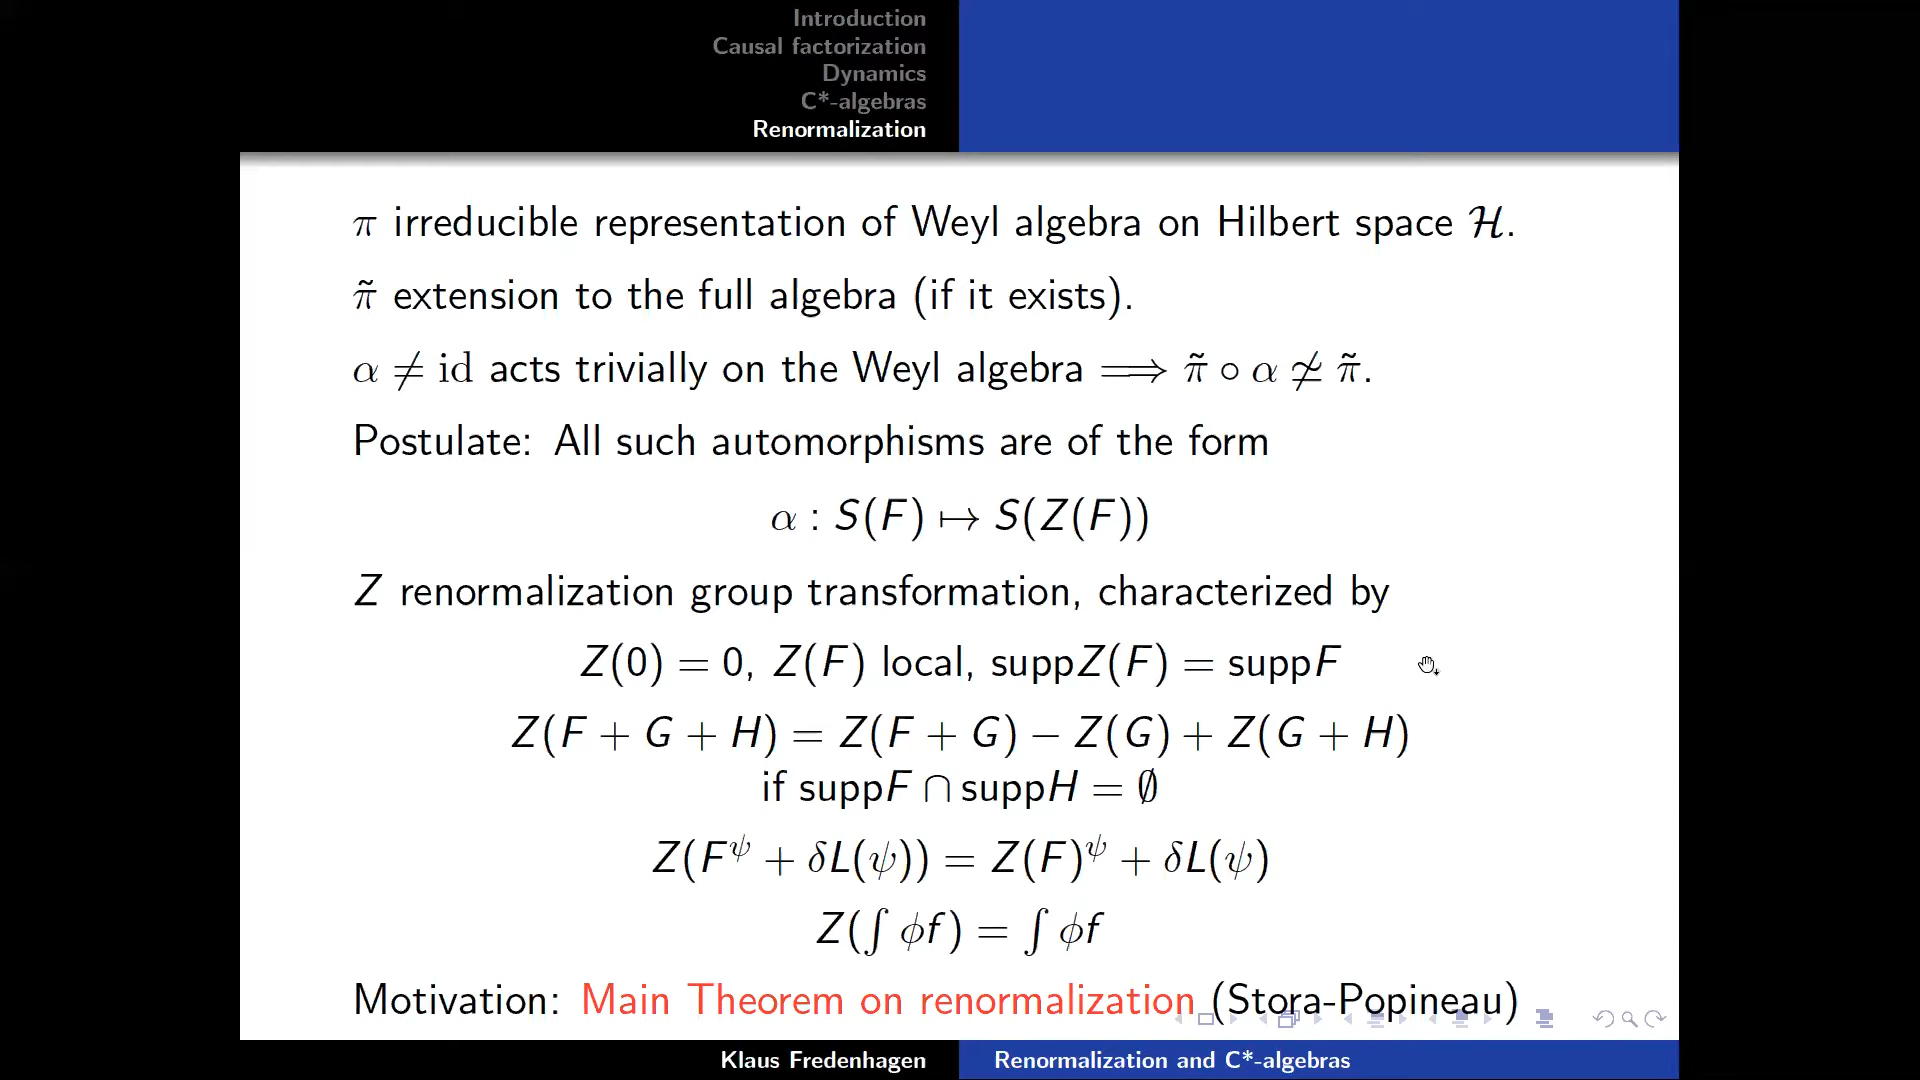 Introduction
Causal factorization
Dynamics
C*-algebras
Renormalization
π irreducible representation of Weyl algebra on Hilbert space ℋ.
π̃ extension to the full algebra (if it exists).
α ≠ id acts trivially on the Weyl algebra ⟹ π̃ ∘ α ≄ π̃.
Postulate: All such automorphisms are of the form
α : S(F) ↦ S(Z(F))
Z renormalization group transformation, characterized by
Z(0) = 0, Z(F) local, suppZ(F) = suppF
Z(F + G + H) = Z(F + G) − Z(G) + Z(G + H)
if suppF ∩ suppH = ∅
Z(F^ψ + δL(ψ)) = Z(F)^ψ + δL(ψ)
Z(∫ ϕf) = ∫ ϕf
Motivation: Main Theorem on renormalization (Stora-Popineau)
Klaus Fredenhagen
Renormalization and C*-algebras